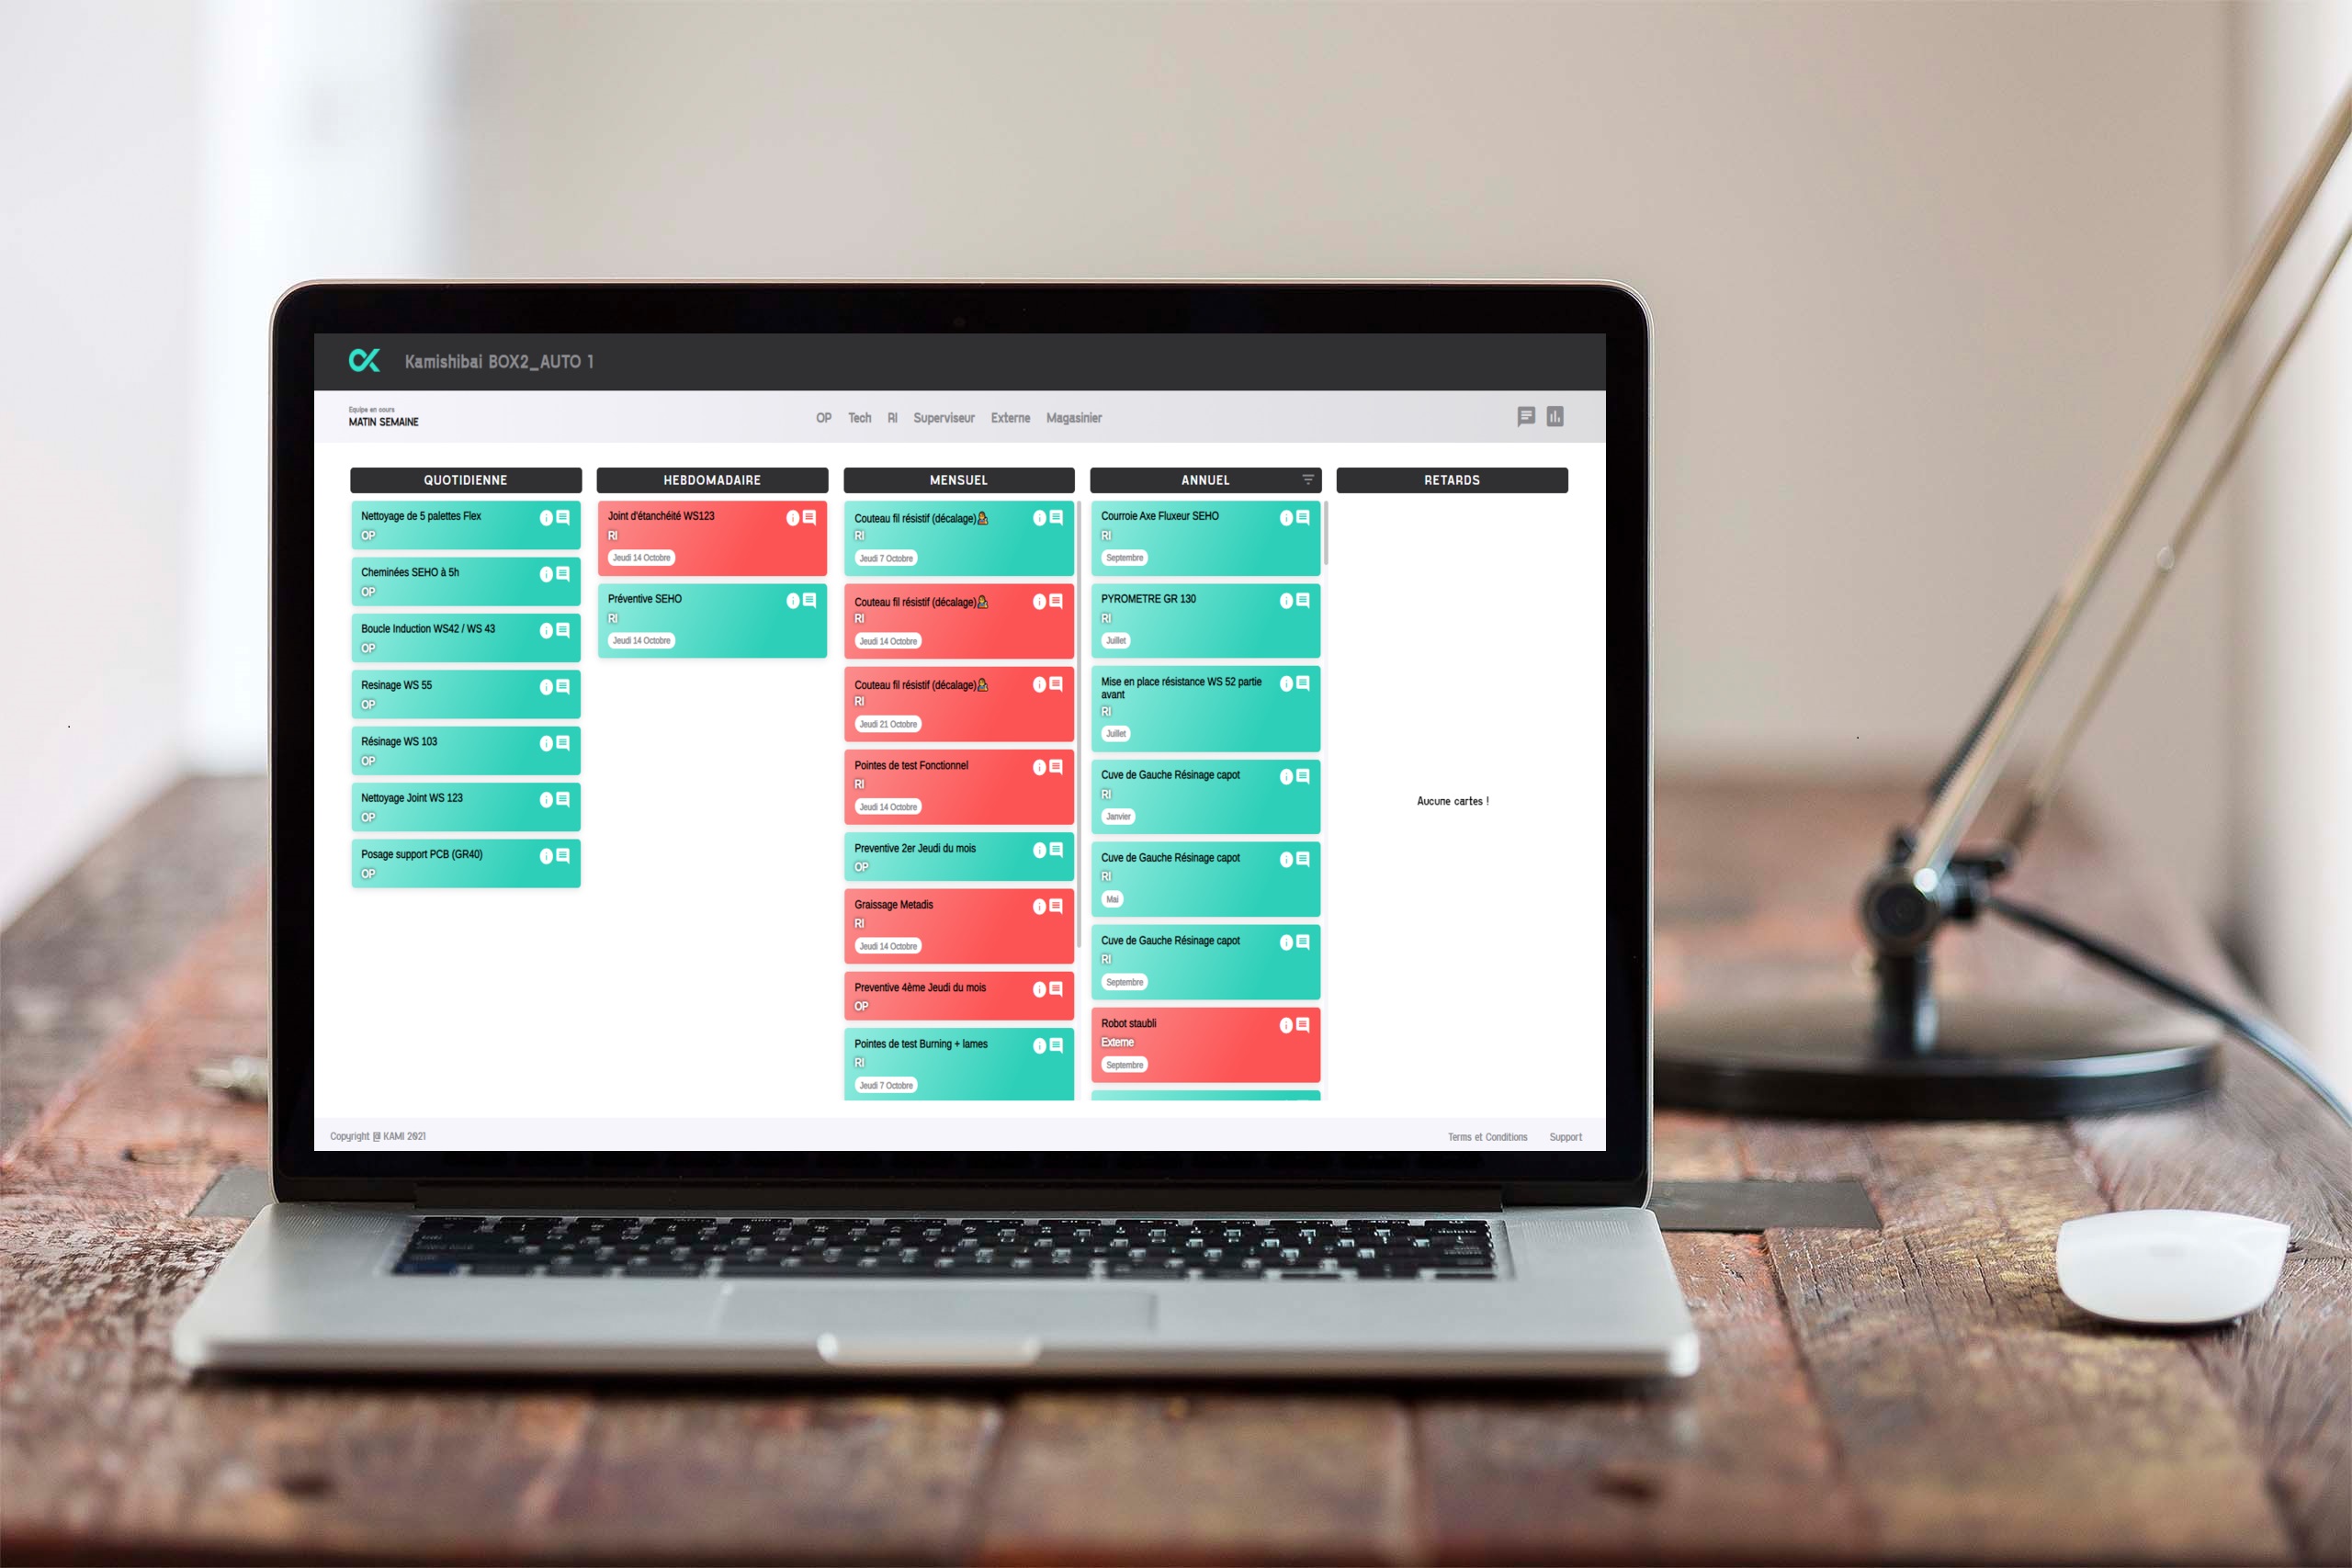 Kamishibai BOX2_AUTO 1
Equipe en cours
MATIN SEMAINE
OP Tech RI Superviseur Externe Magasinier
QUOTIDIENNE
Nettoyage de 5 palettes Flex
OP
Cheminées SEHO à 5h
OP
Boucle Induction WS42 / WS 43
OP
Resinage WS 55
OP
Résinage WS 103
OP
Nettoyage Joint WS 123
OP
Posage support PCB (GR40)
OP
HEBDOMADAIRE
Joint d'étanchéité WS123
RI
Jeudi 14 Octobre
Préventive SEHO
RI
Jeudi 14 Octobre
MENSUEL
Couteau fil résistif (décalage)
RI
Jeudi 7 Octobre
Couteau fil résistif (décalage)
RI
Jeudi 14 Octobre
Couteau fil résistif (décalage)
RI
Jeudi 21 Octobre
Pointes de test Fonctionnel
RI
Jeudi 14 Octobre
Preventive 2er Jeudi du mois
OP
Graissage Metadis
RI
Jeudi 14 Octobre
Preventive 4ème Jeudi du mois
OP
Pointes de test Burning + lames
RI
Jeudi 7 Octobre
ANNUEL
Courroie Axe Fluxeur SEHO
RI
Septembre
PYROMETRE GR 130
RI
Juillet
Mise en place résistance WS 52 partie
avant
RI
Juillet
Cuve de Gauche Résinage capot
RI
Janvier
Cuve de Gauche Résinage capot
RI
Mai
Cuve de Gauche Résinage capot
RI
Septembre
Robot staubli
Externe
Septembre
RETARDS
Aucune cartes !
Copyright @ KAMI 2021
Terms et Conditions Support